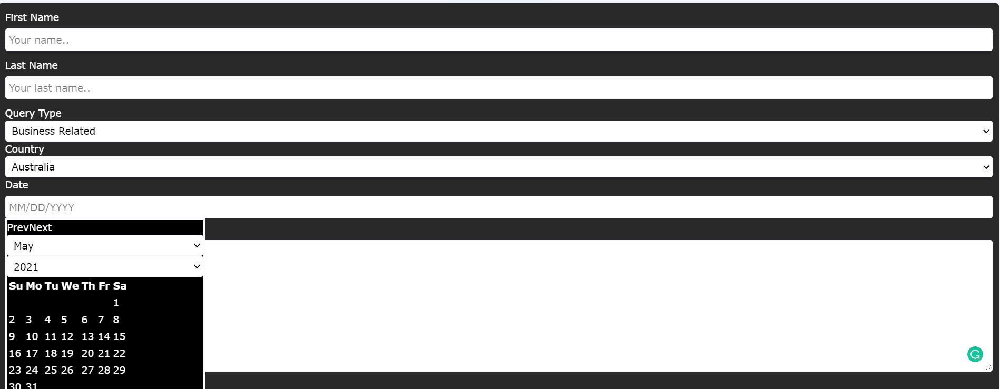 First Name
Your name..
Last Name
Your last name..
Query Type
Business Related
Country
Australia
Date
MM/DD/YYYY
PrevNext
May
2021
Su Mo Tu We Th Fr Sa
1
2 3 4 5 6 7 8
9 10 11 12 13 14 15
16 17 18 19 20 21 22
23 24 25 26 27 28 29
30 31